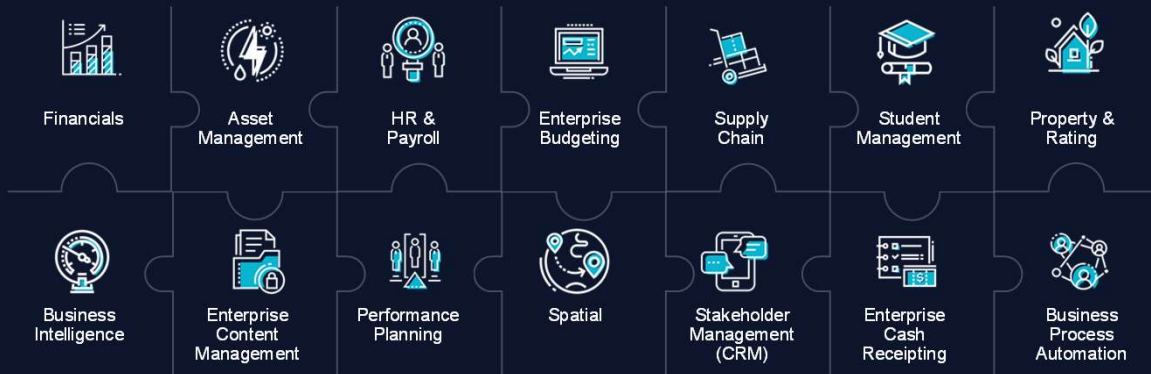 Financials
Asset
Management
HR &
Payroll
Enterprise
Budgeting
Supply
Chain
Student
Management
Property &
Rating
Business
Intelligence
Enterprise
Content
Management
Performance
Planning
Spatial
Stakeholder
Management
(CRM)
Enterprise
Cash
Receipting
$
Business
Process
Automation